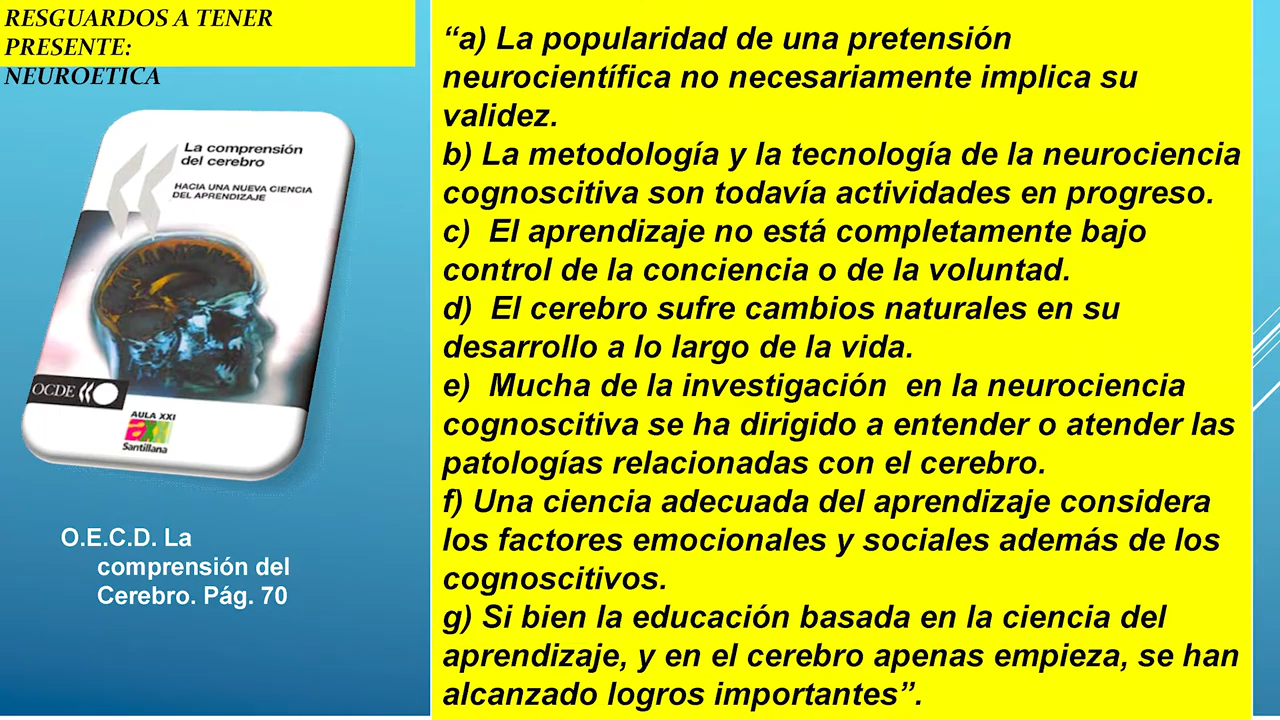 RESGUARDOS A TENER
PRESENTE:
NEUROETICA
La comprensión
del cerebro
HACIA UNA NUEVA CIENCIA
DEL APRENDIZAJE
OCDE
AULA XXI
Santillana
O.E.C.D. La
comprensión del
Cerebro. Pág. 70
“a) La popularidad de una pretensión
neurocientífica no necesariamente implica su
validez.
b) La metodología y la tecnología de la neurociencia
cognoscitiva son todavía actividades en progreso.
c) El aprendizaje no está completamente bajo
control de la conciencia o de la voluntad.
d) El cerebro sufre cambios naturales en su
desarrollo a lo largo de la vida.
e) Mucha de la investigación en la neurociencia
cognoscitiva se ha dirigido a entender o atender las
patologías relacionadas con el cerebro.
f) Una ciencia adecuada del aprendizaje considera
los factores emocionales y sociales además de los
cognoscitivos.
g) Si bien la educación basada en la ciencia del
aprendizaje, y en el cerebro apenas empieza, se han
alcanzado logros importantes”.